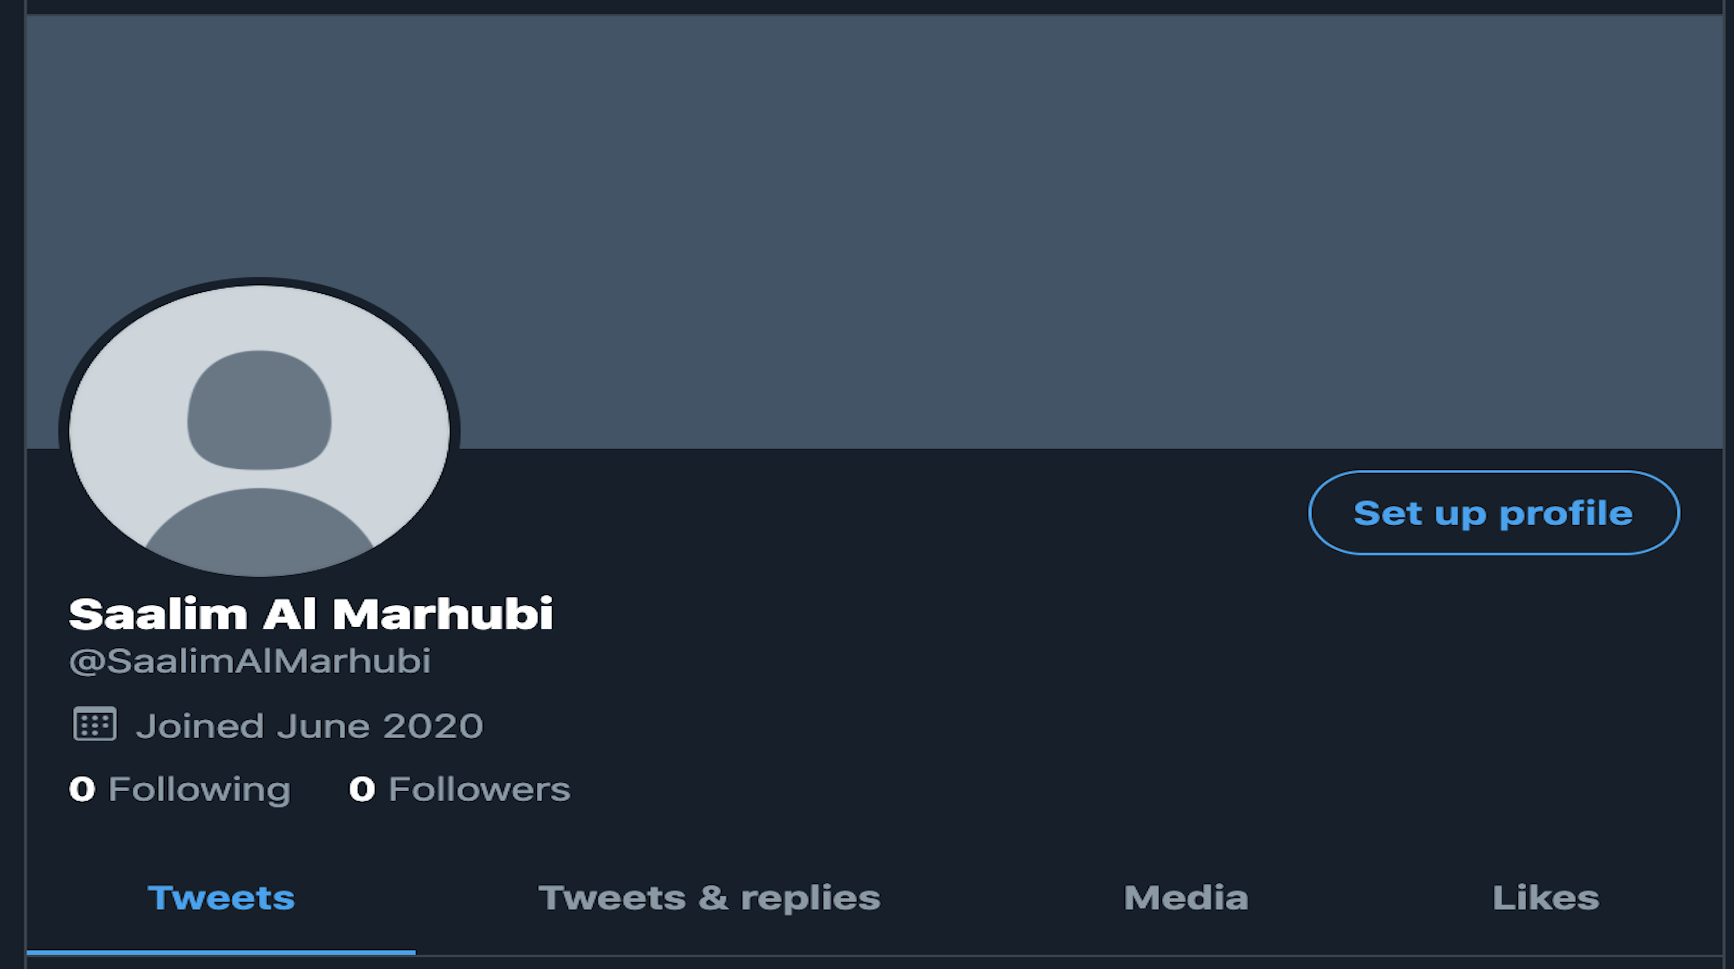 Set up profile
Saalim Al Marhubi
@SaalimAlMarhubi
Joined June 2020
0 Following 0 Followers
Tweets Tweets & replies Media Likes